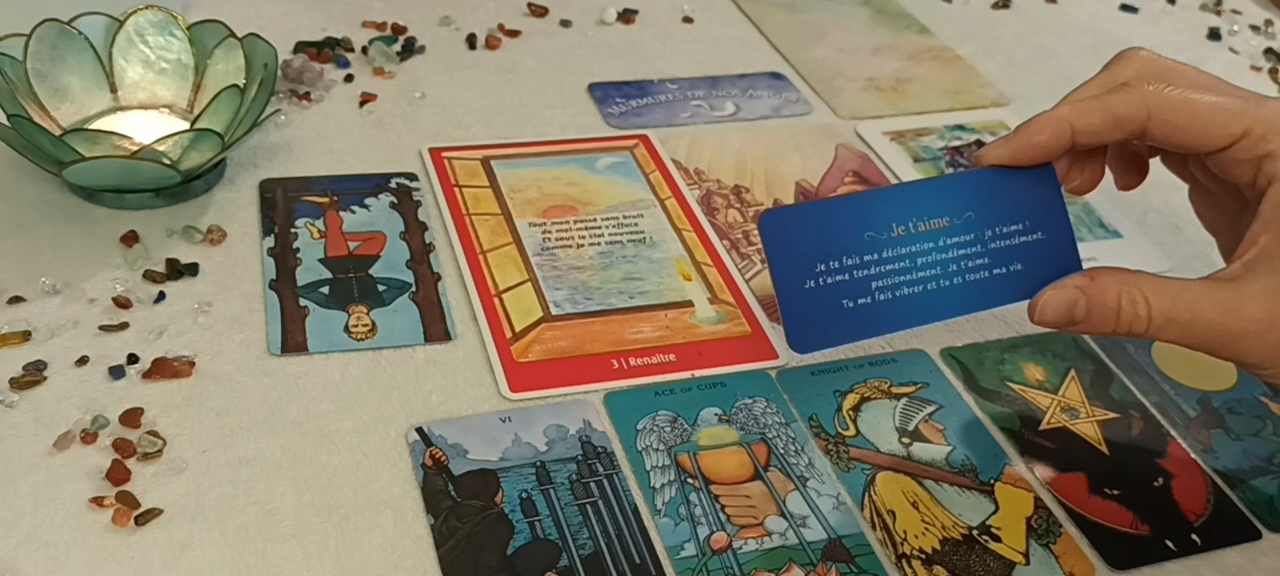 MURMURES DE NOS ANGES
Tout mon passé sans bruit
de moi-même s'efface
Et sous le ciel nouveau
comme je me sens neuf !
3 | Renaître
Je t'aime
Je te fais ma déclaration d'amour : je t'aime !
Je t'aime tendrement, profondément, intensément,
passionnément. Je t'aime.
Tu me fais vibrer et tu es toute ma vie.
VI
ACE OF CUPS
KNIGHT OF RODS